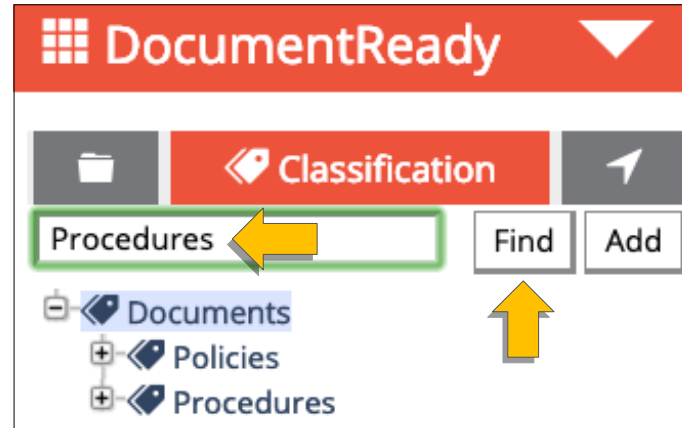 DocumentReady
Classification
Procedures Find Add
Documents
Policies
Procedures